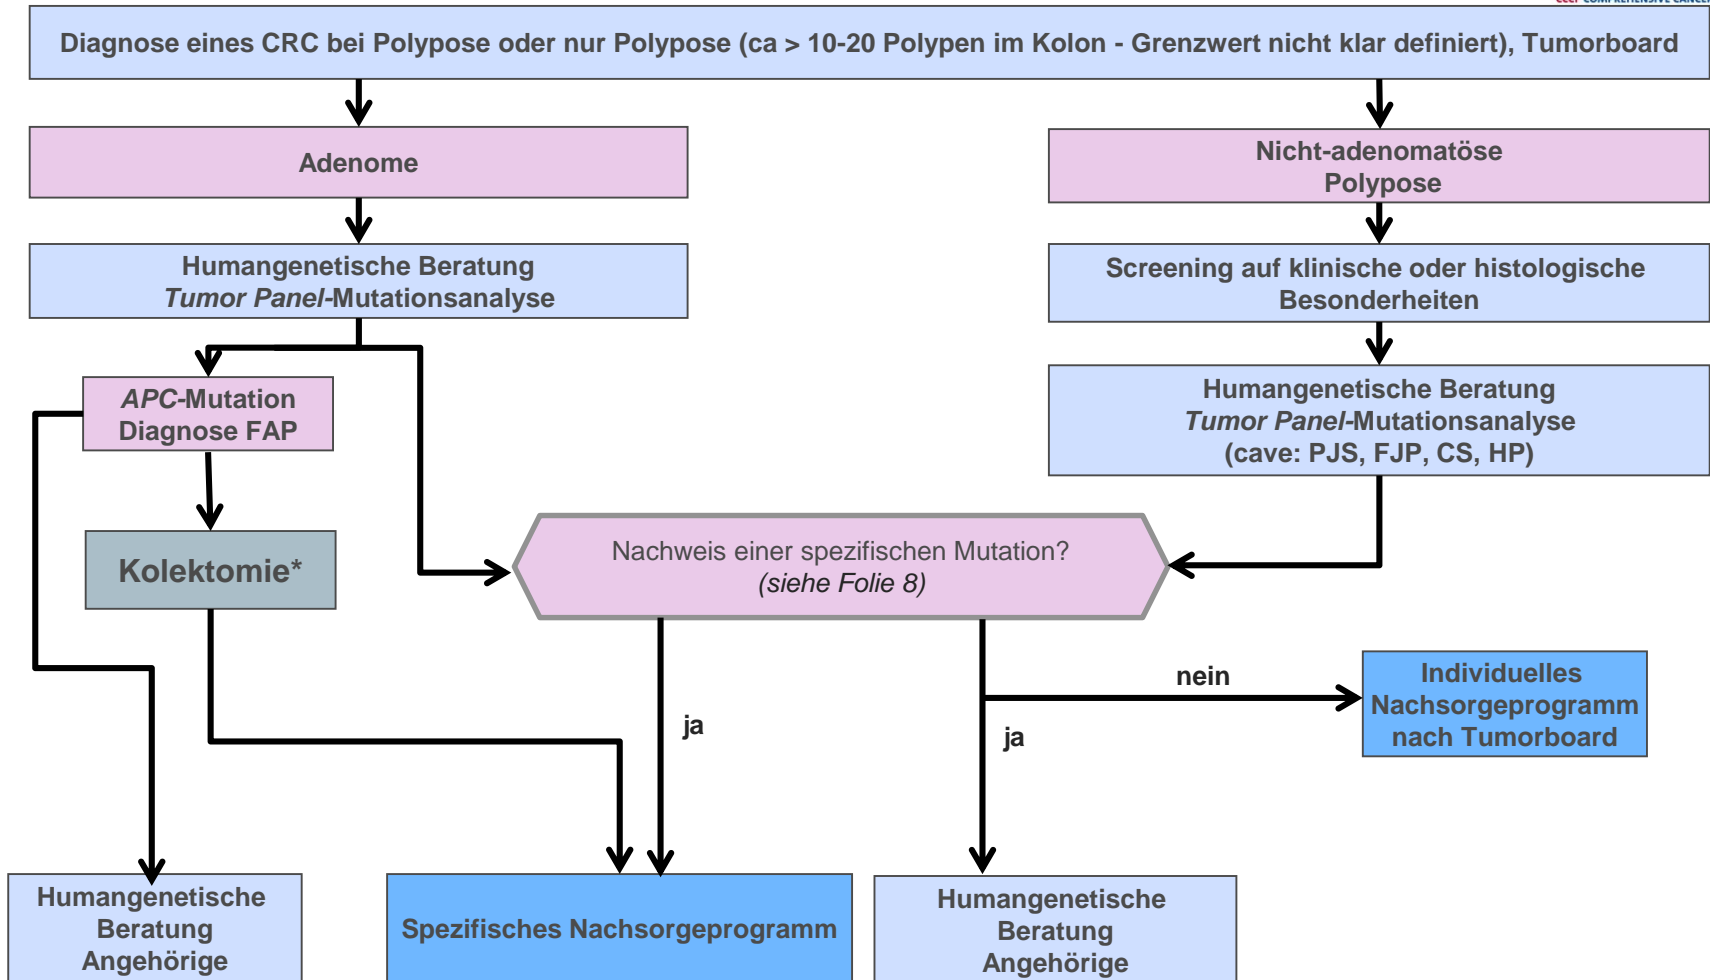 CCCF COMPREHENSIVE CANCER
Diagnose eines CRC bei Polypose oder nur Polypose (ca > 10-20 Polypen im Kolon - Grenzwert nicht klar definiert), Tumorboard
Adenome
Nicht-adenomatöse
Polypose
Humangenetische Beratung
Tumor Panel-Mutationsanalyse
Screening auf klinische oder histologische
Besonderheiten
APC-Mutation
Diagnose FAP
Humangenetische Beratung
Tumor Panel-Mutationsanalyse
(cave: PJS, FJP, CS, HP)
Kolektomie*
Nachweis einer spezifischen Mutation?
(siehe Folie 8)
nein
Individuelles
Nachsorgeprogramm
nach Tumorboard
ja
ja
Humangenetische
Beratung
Angehörige
Spezifisches Nachsorgeprogramm
Humangenetische
Beratung
Angehörige